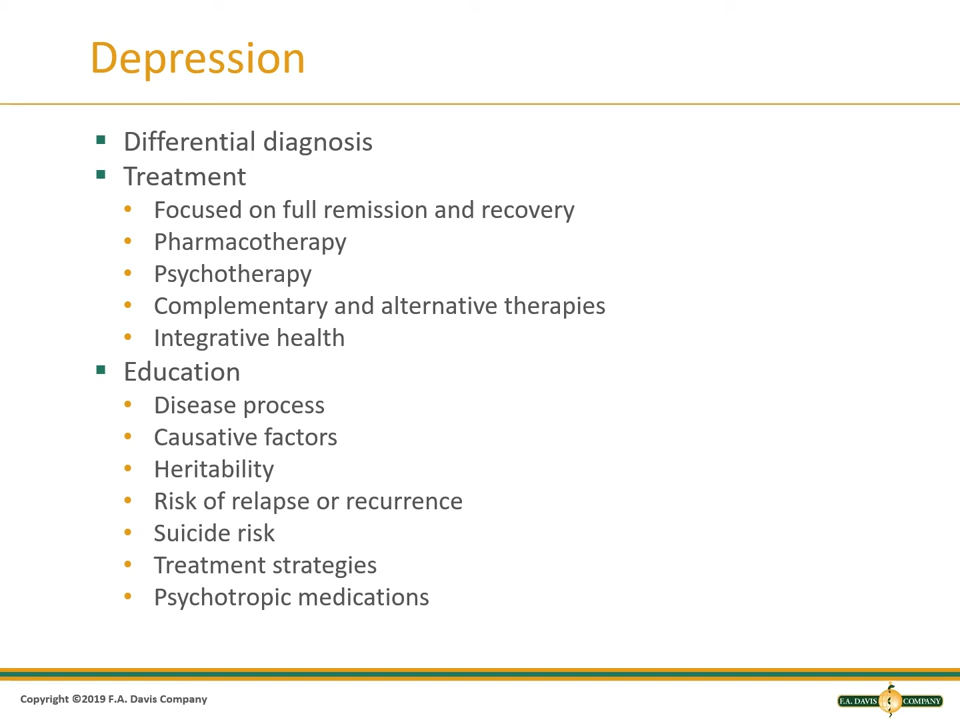 Depression
Differential diagnosis
Treatment
Focused on full remission and recovery
Pharmacotherapy
Psychotherapy
Complementary and alternative therapies
Integrative health
Education
Disease process
Causative factors
Heritability
Risk of relapse or recurrence
Suicide risk
Treatment strategies
Psychotropic medications
Copyright ©2019 F.A. Davis Company
F.A. DAVIS COMPANY